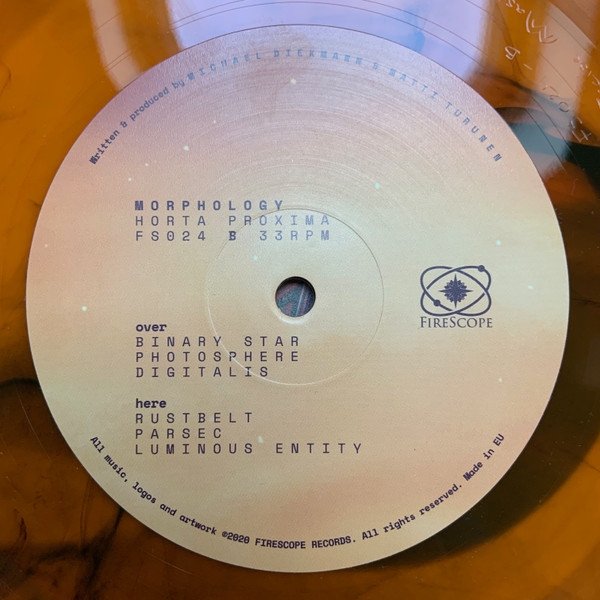 Written & produced by MICHAEL DIEKMANN & MATTI TURUNEN
MORPHOLOGY
HORTA PROXIMA
FS024 B 33RPM
FIRESCOPE
over
BINARY STAR
PHOTOSPHERE
DIGITALIS
here
RUSTBELT
PARSEC
LUMINOUS ENTITY
All music, logos and artwork ©2020 FIRESCOPE RECORDS. All rights reserved. Made in EU